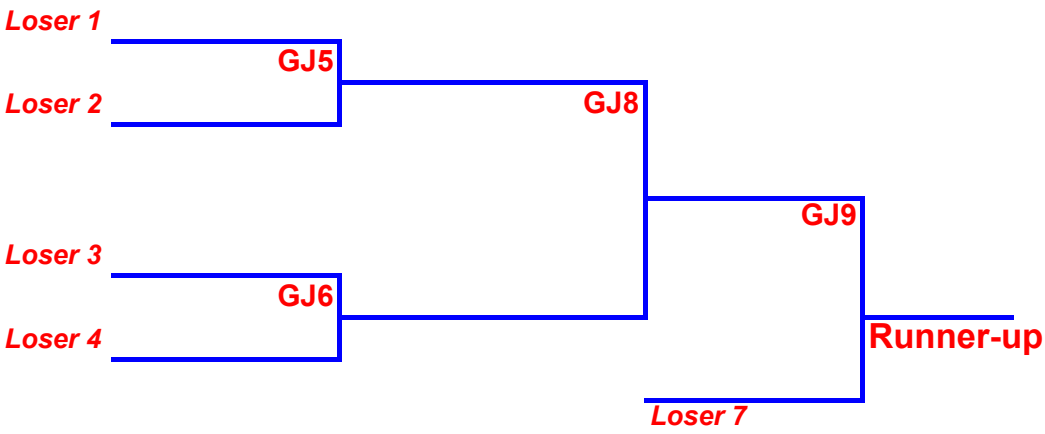 Loser 1
GJ5
GJ8
Loser 2
GJ9
Loser 3
GJ6
Loser 4
Runner-up
Loser 7